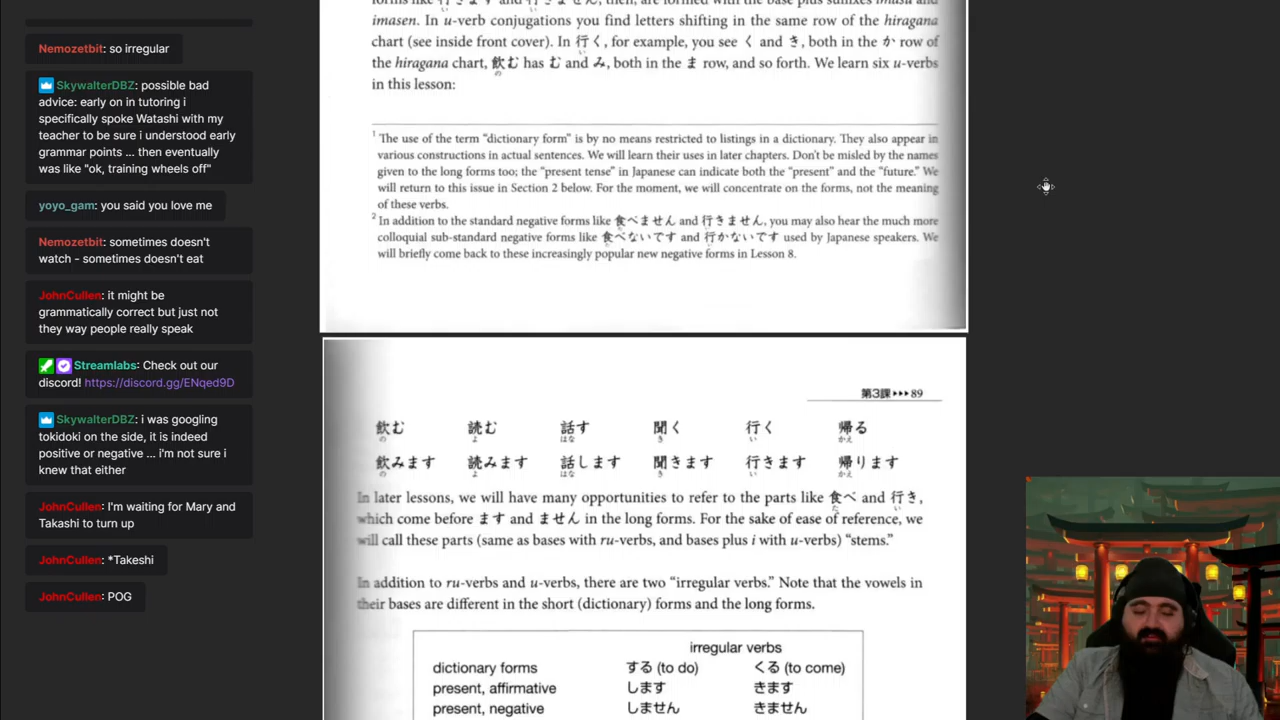 Nemozetbit: so irregular
SkywalterDBZ: possible bad
advice: early on in tutoring i
specifically spoke Watashi with my
teacher to be sure i understood early
grammar points ... then eventually
was like "ok, training wheels off"
yoyo_gam: you said you love me
Nemozetbit: sometimes doesn't
watch - sometimes doesn't eat
JohnCullen: it might be
grammatically correct but just not
they way people really speak
Streamlabs: Check out our
discord! https://discord.gg/ENqed9D
SkywalterDBZ: i was googling
tokidoki on the side, it is indeed
positive or negative ... i'm not sure i
knew that either
JohnCullen: I'm waiting for Mary and
Takashi to turn up
JohnCullen: *Takeshi
JohnCullen: POG
imasen. In u-verb conjugations you find letters shifting in the same row of the hiragana
chart (see inside front cover). In 行く, for example, you see く and き, both in the か row of
い
the hiragana chart, 飲む has む and み, both in the ま row, and so forth. We learn six u-verbs
の
in this lesson:
1 The use of the term "dictionary form" is by no means restricted to listings in a dictionary. They also appear in
various constructions in actual sentences. We will learn their uses in later chapters. Don't be misled by the names
given to the long forms too; the "present tense" in Japanese can indicate both the "present" and the "future." We
will return to this issue in Section 2 below. For the moment, we will concentrate on the forms, not the meaning
of these verbs.
2 In addition to the standard negative forms like 食べません and 行きません, you may also hear the much more
た い
colloquial sub-standard negative forms like 食べないです and 行かないです used by Japanese speakers. We
た い
will briefly come back to these increasingly popular new negative forms in Lesson 8.
第3課▸▸▸89
飲む 読む 話す 聞く 行く 帰る
の よ はな き い かえ
飲みます 読みます 話します 聞きます 行きます 帰ります
の よ はな き い かえ
In later lessons, we will have many opportunities to refer to the parts like 食べ and 行き,
た い
which come before ます and ません in the long forms. For the sake of ease of reference, we
will call these parts (same as bases with ru-verbs, and bases plus i with u-verbs) "stems."
In addition to ru-verbs and u-verbs, there are two "irregular verbs." Note that the vowels in
their bases are different in the short (dictionary) forms and the long forms.
irregular verbs
dictionary forms する (to do) くる (to come)
present, affirmative します きます
present, negative しません きません